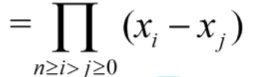 = ∏_{n≥i>j≥0} (x_i − x_j)